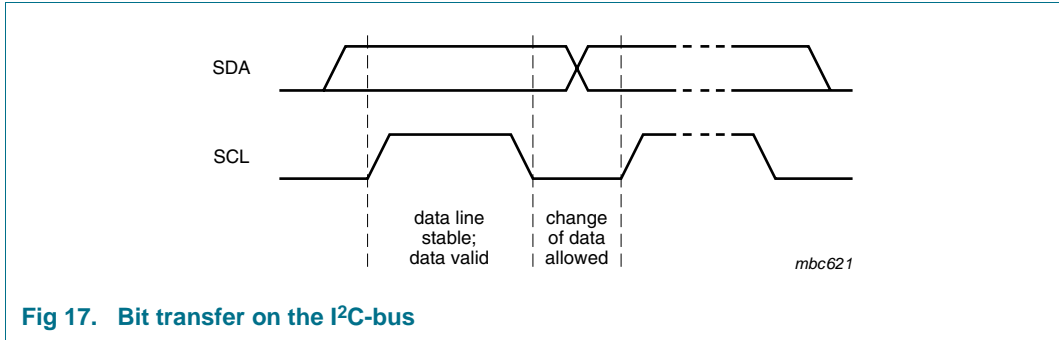 SDA
SCL
data line
stable;
data valid
change
of data
allowed
mbc621
Fig 17. Bit transfer on the I²C-bus